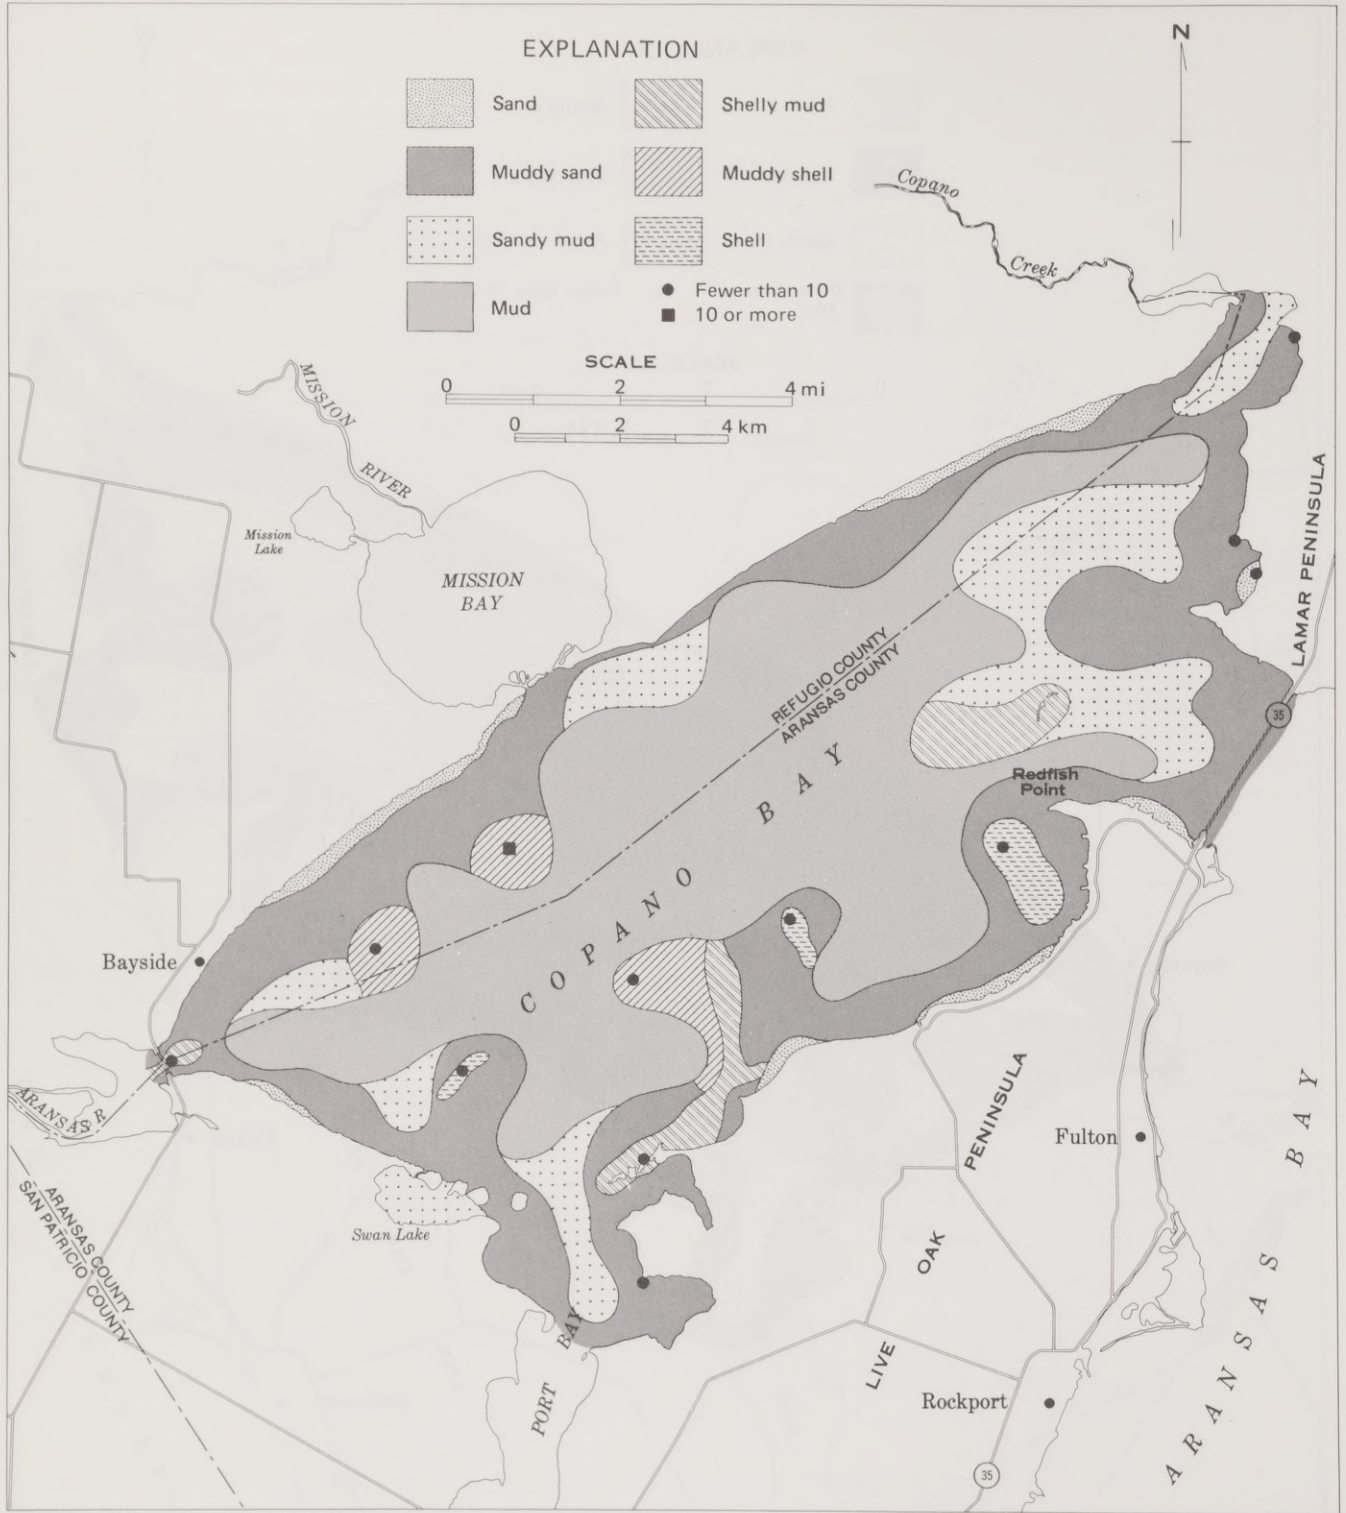 EXPLANATION
Sand
Shelly mud
Muddy sand
Muddy shell
Sandy mud
Shell
Mud
Fewer than 10
10 or more
SCALE
0 2 4 mi
0 2 4 km
N
Copano
Creek
MISSION
RIVER
Mission
Lake
MISSION
BAY
LAMAR PENINSULA
REFUGIO COUNTY
ARANSAS COUNTY
35
Redfish
Point
COPANO BAY
Bayside
ARANSAS R
PENINSULA
Fulton
ARANSAS COUNTY
SAN PATRICIO COUNTY
Swan Lake
OAK
LIVE
PORT
BAY
Rockport
35
ARANSAS BAY